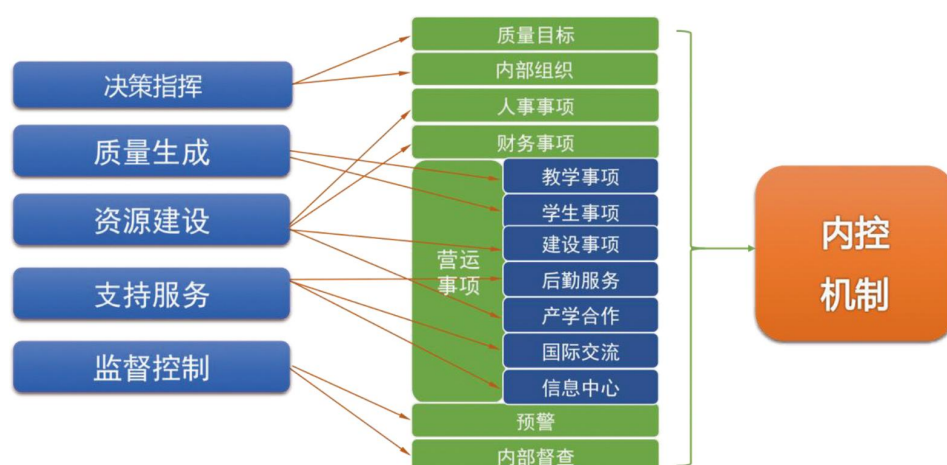 决策指挥
质量生成
资源建设
支持服务
监督控制
质量目标
内部组织
人事事项
财务事项
营运
事项
教学事项
学生事项
建设事项
后勤服务
产学合作
国际交流
信息中心
预警
内部督查
内控
机制